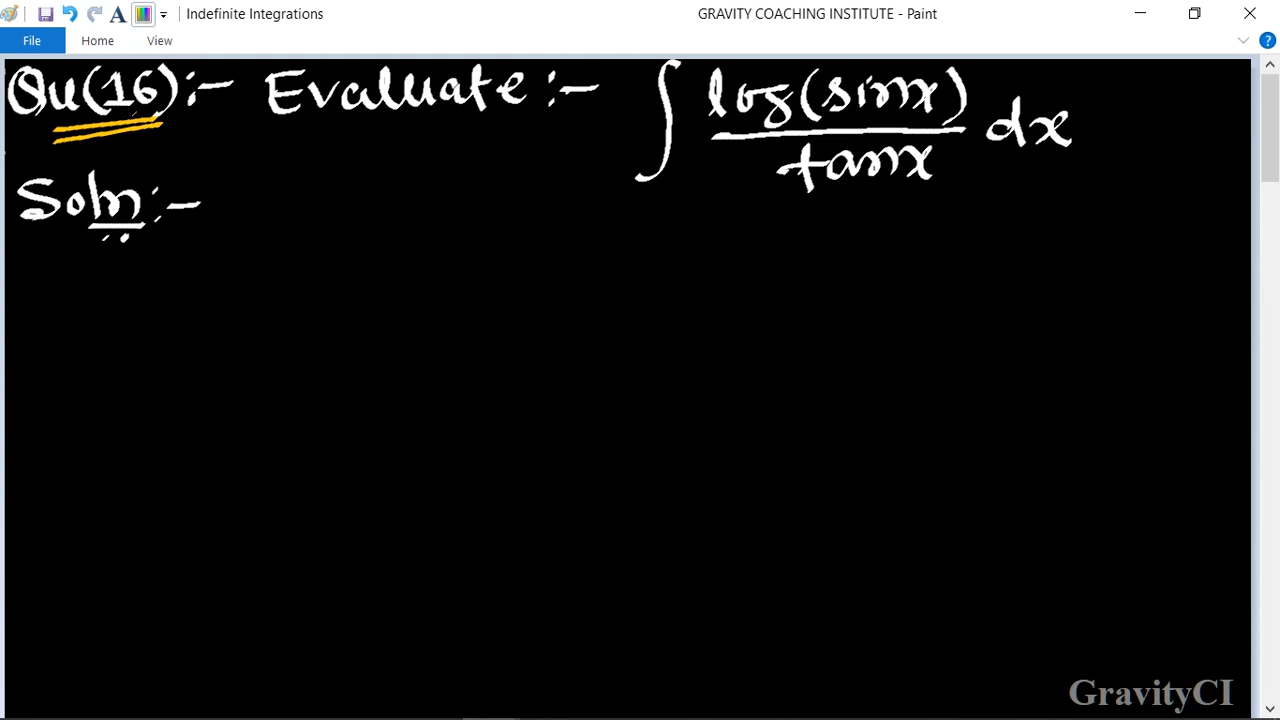 Indefinite Integrations
GRAVITY COACHING INSTITUTE - Paint
File Home View
Qu(16):- Evaluate:- ∫ log(sinx)/tanx dx
Soln:-
GravityCI